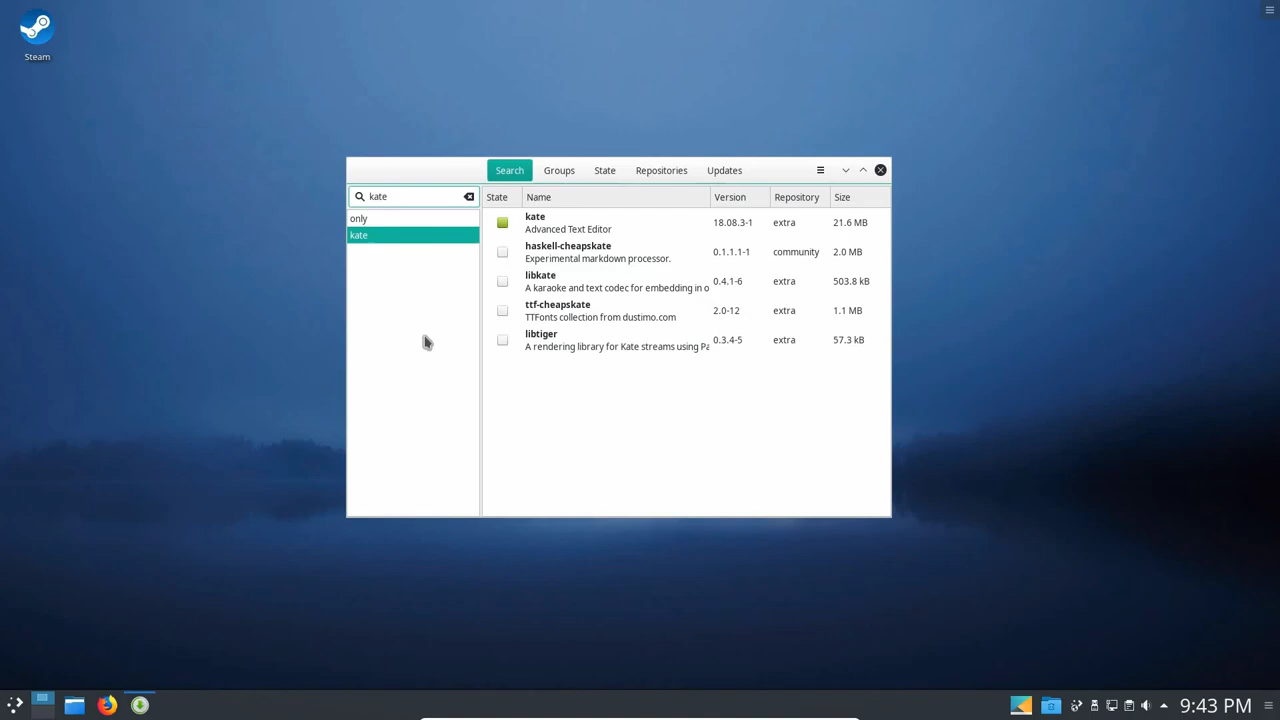 Steam
Search Groups State Repositories Updates
kate
only
kate
State Name Version Repository Size
kate 18.08.3-1 extra 21.6 MB
Advanced Text Editor
haskell-cheapskate 0.1.1.1-1 community 2.0 MB
Experimental markdown processor.
libkate 0.4.1-6 extra 503.8 kB
A karaoke and text codec for embedding in o
ttf-cheapskate 2.0-12 extra 1.1 MB
TTFonts collection from dustimo.com
libtiger 0.3.4-5 extra 57.3 kB
A rendering library for Kate streams using Pa
9:43 PM